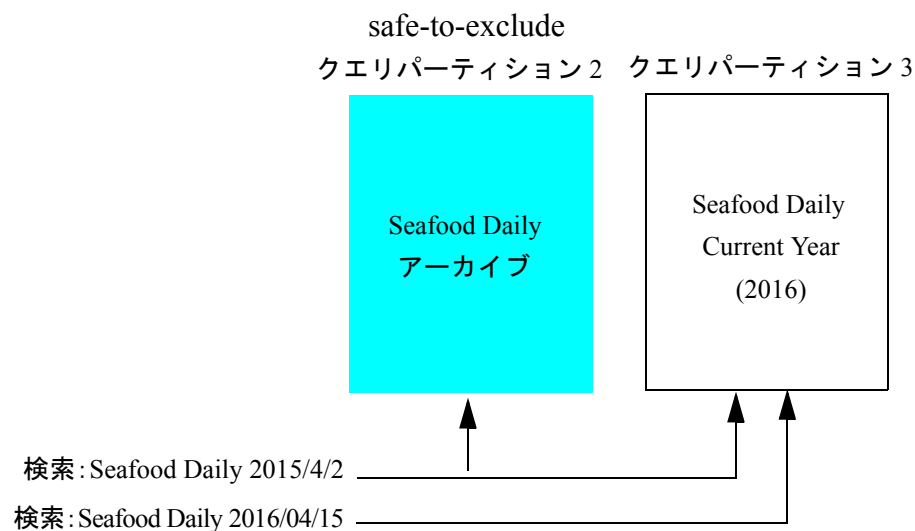 safe-to-exclude
クエリパーティション 2
クエリパーティション 3
Seafood Daily
アーカイブ
Seafood Daily
Current Year
(2016)
検索:Seafood Daily 2015/4/2
検索:Seafood Daily 2016/04/15